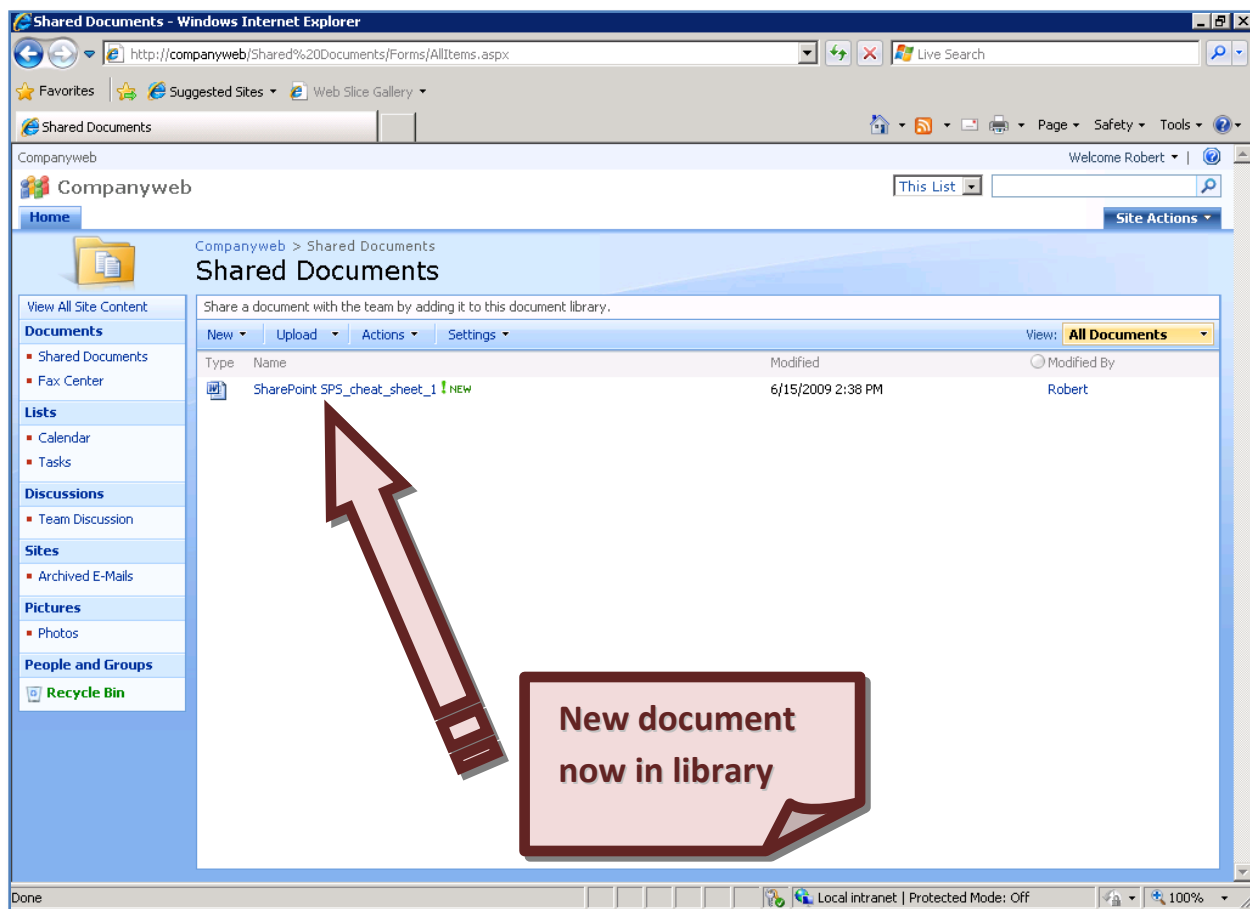 Shared Documents - Windows Internet Explorer
http://companyweb/Shared%20Documents/Forms/AllItems.aspx
Live Search
Favorites
Suggested Sites
Web Slice Gallery
Shared Documents
Page
Safety
Tools
Companyweb
Welcome Robert
Companyweb
This List
Home
Site Actions
Companyweb > Shared Documents
Shared Documents
View All Site Content
Documents
Shared Documents
Fax Center
Lists
Calendar
Tasks
Discussions
Team Discussion
Sites
Archived E-Mails
Pictures
Photos
People and Groups
Recycle Bin
Share a document with the team by adding it to this document library.
New
Upload
Actions
Settings
View: All Documents
Type
Name
Modified
Modified By
SharePoint SPS_cheat_sheet_1 ! NEW
6/15/2009 2:38 PM
Robert
New document
now in library
Done
Local intranet | Protected Mode: Off
100%